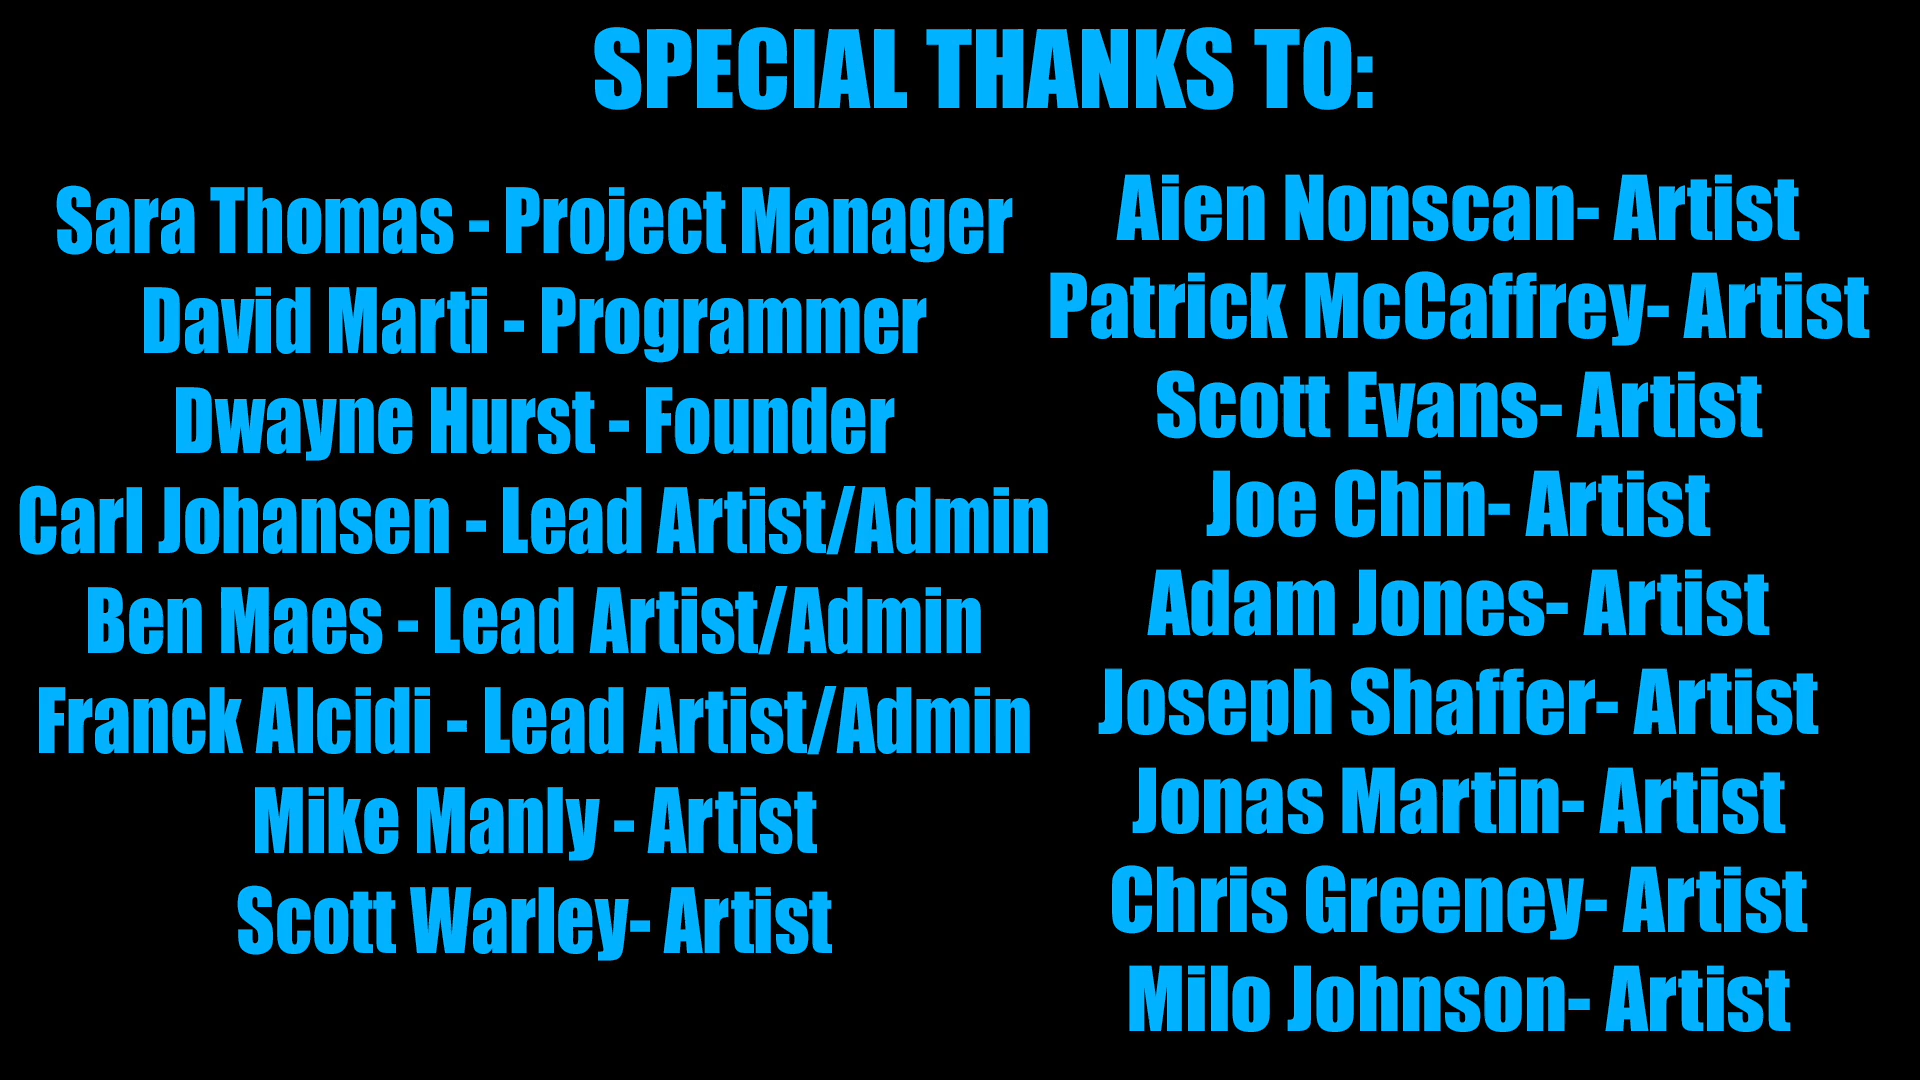 SPECIAL THANKS TO:
Sara Thomas - Project Manager
David Marti - Programmer
Dwayne Hurst - Founder
Carl Johansen - Lead Artist/Admin
Ben Maes - Lead Artist/Admin
Franck Alcidi - Lead Artist/Admin
Mike Manly - Artist
Scott Warley- Artist
Aien Nonscan- Artist
Patrick McCaffrey- Artist
Scott Evans- Artist
Joe Chin- Artist
Adam Jones- Artist
Joseph Shaffer- Artist
Jonas Martin- Artist
Chris Greeney- Artist
Milo Johnson- Artist